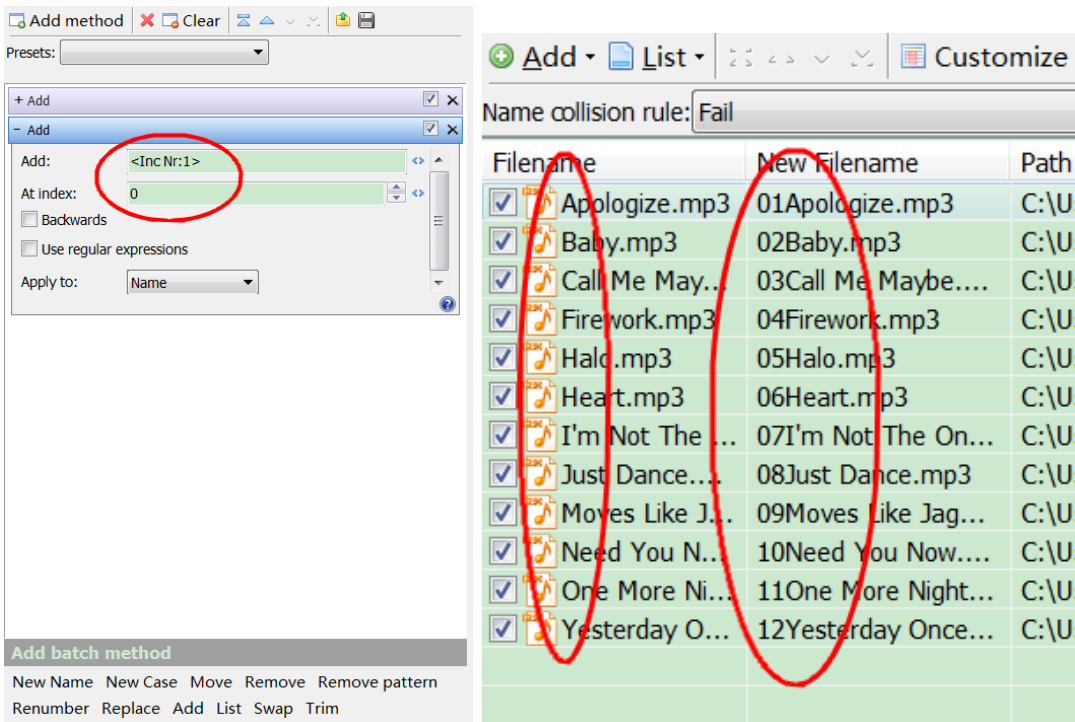 Add method Clear
Presets:
+ Add
- Add
Add: <Inc Nr:1>
At index: 0
Backwards
Use regular expressions
Apply to: Name
Add batch method
New Name New Case Move Remove Remove pattern
Renumber Replace Add List Swap Trim
Add List Customize
Name collision rule: Fail
Filename New Filename Path
Apologize.mp3 01Apologize.mp3 C:\U
Baby.mp3 02Baby.mp3 C:\U
Call Me May... 03Call Me Maybe.... C:\U
Firework.mp3 04Firework.mp3 C:\U
Halo.mp3 05Halo.mp3 C:\U
Heart.mp3 06Heart.mp3 C:\U
I'm Not The ... 07I'm Not The On... C:\U
Just Dance.... 08Just Dance.mp3 C:\U
Moves Like J... 09Moves Like Jag... C:\U
Need You N... 10Need You Now.... C:\U
One More Ni... 11One More Night... C:\U
Yesterday O... 12Yesterday Once... C:\U